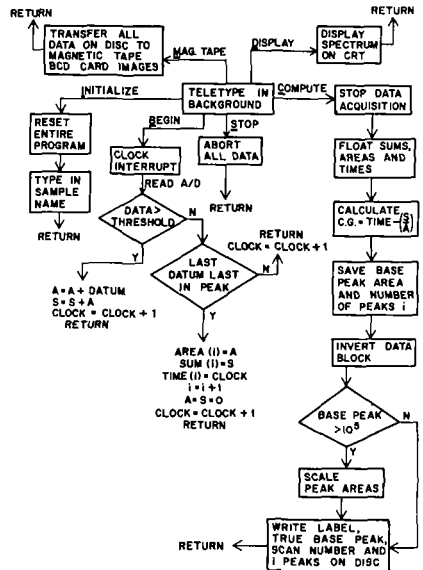 RETURN
RETURN
TRANSFER ALL
DATA ON DISC TO
MAGNETIC TAPE
BCD CARD IMAGES
MAG. TAPE
DISPLAY
DISPLAY
SPECTRUM
ON CRT
INITIALIZE
TELETYPE IN
BACKGROUND
COMPUTE
STOP DATA
ACQUISITION
RESET
ENTIRE
PROGRAM
BEGIN
STOP
CLOCK
INTERRUPT
ABORT
ALL DATA
FLOAT SUMS,
AREAS AND
TIMES
TYPE IN
SAMPLE
NAME
READ A/D
RETURN
CALCULATE
C.G. = TIME - (S/A)
RETURN
DATA>
THRESHOLD
N
RETURN
CLOCK = CLOCK + 1
Y
LAST
DATUM LAST
IN PEAK
N
SAVE BASE
PEAK AREA
AND NUMBER
OF PEAKS i
A = A + DATUM
S = S + A
CLOCK = CLOCK + 1
RETURN
Y
INVERT DATA
BLOCK
AREA (i) = A
SUM (i) = S
TIME (i) = CLOCK
i = i + 1
A = S = O
CLOCK = CLOCK + 1
RETURN
BASE PEAK
>10⁵
N
Y
SCALE
PEAK AREAS
RETURN
WRITE LABEL,
TRUE BASE PEAK,
SCAN NUMBER AND
i PEAKS ON DISC